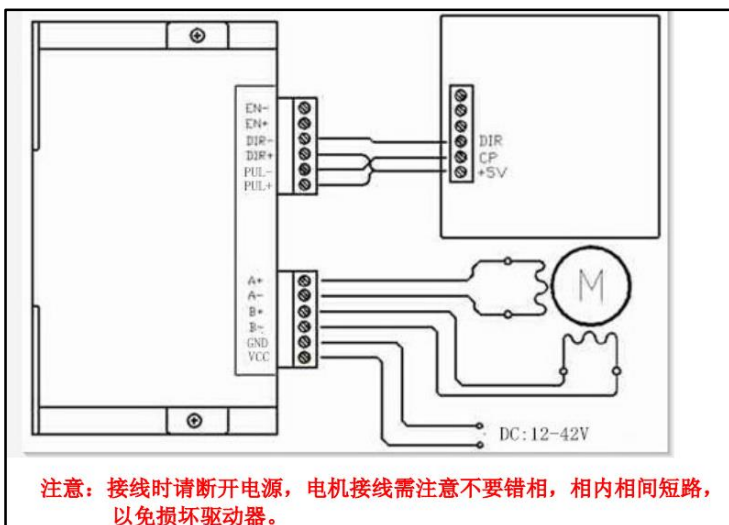 EN-
EN+
DIR-
DIR+
PUL-
PUL+
DIR
CP
+5V
A+
A-
B+
B-
GND
VCC
M
DC:12-42V
注意：接线时请断开电源，电机接线需注意不要错相，相内相间短路，
以免损坏驱动器。